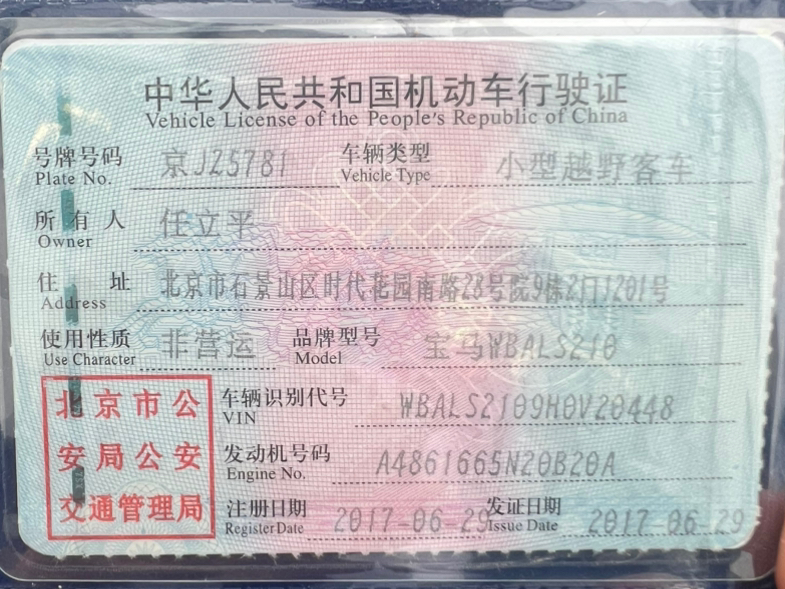 中华人民共和国机动车行驶证
Vehicle License of the People's Republic of China
号牌号码 京JZ5781 车辆类型 小型越野客车
Plate No. Vehicle Type
所有人 任立平
Owner
住址 北京市石景山区时代花园南路28号院9栋2门1201号
Address
使用性质 非营运 品牌型号 宝马WBALS210
Use Character Model
北京市公安局公安交通管理局
车辆识别代号 WBALS2109H0V20448
VIN
发动机号码 A4861665N20B20A
Engine No.
注册日期 2017-06-29 发证日期 2017-06-29
Register Date Issue Date